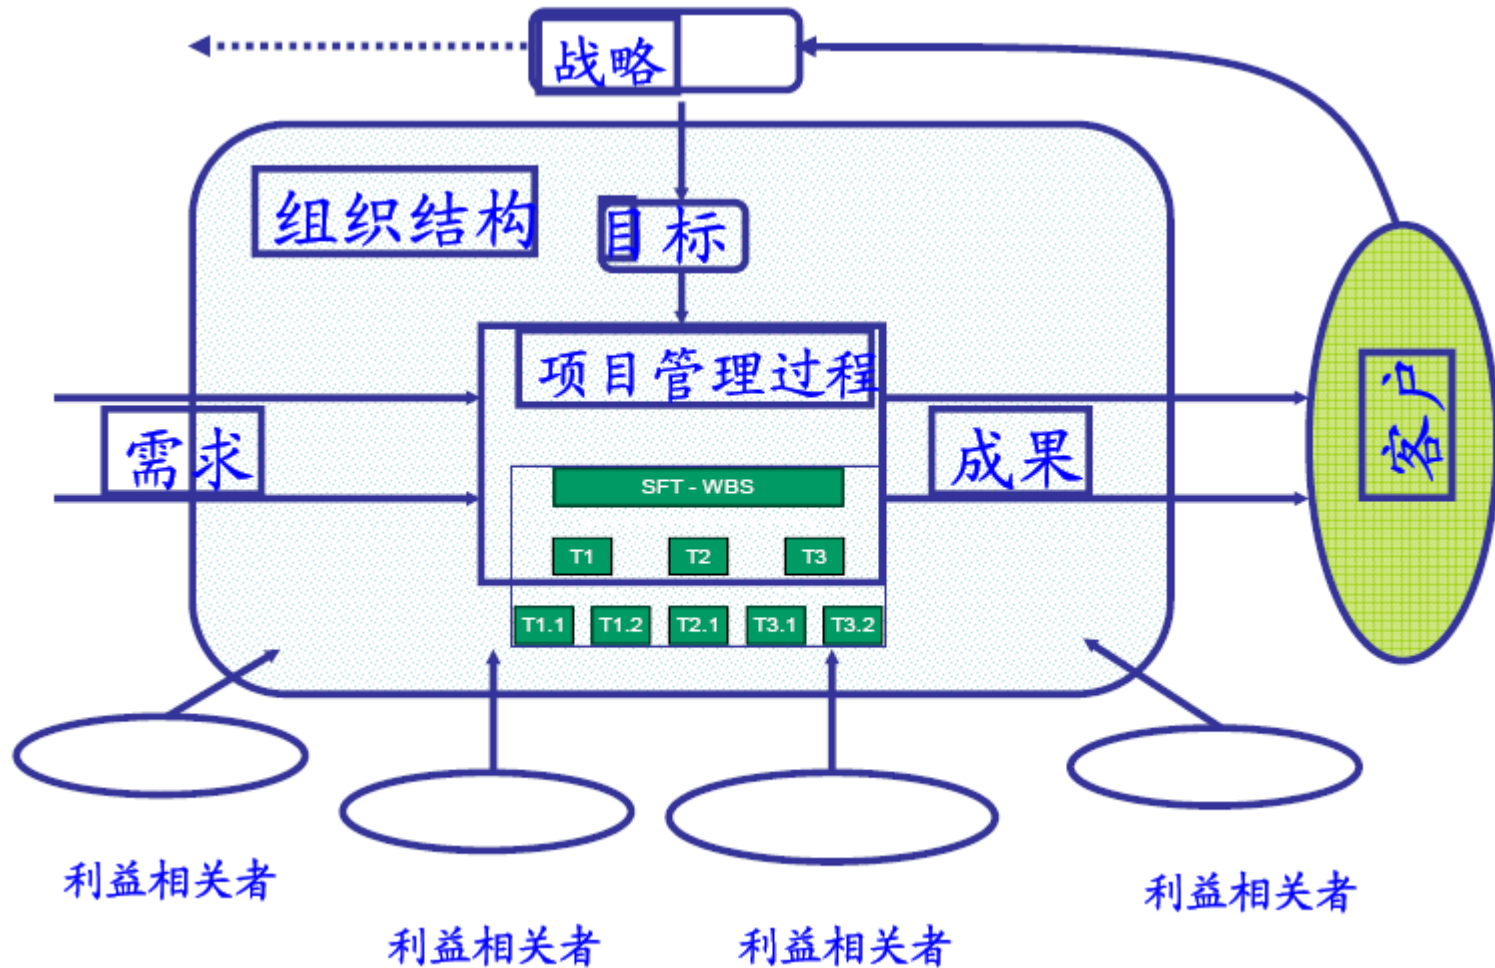 战略
组织结构
目标
项目管理过程
需求
成果
客户
SFT - WBS
T1
T2
T3
T1.1
T1.2
T2.1
T3.1
T3.2
利益相关者
利益相关者
利益相关者
利益相关者